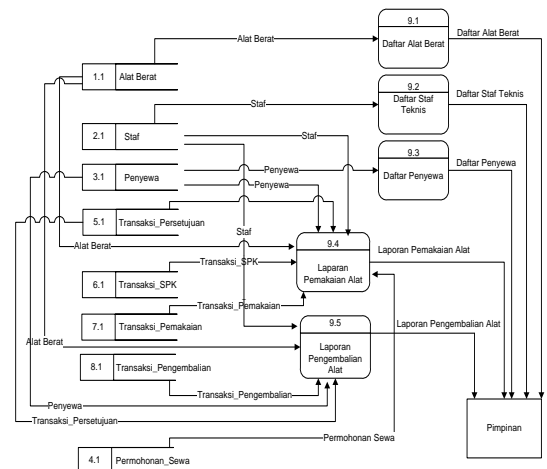 9.1
Daftar Alat Berat
Alat Berat
Daftar Alat Berat
1.1
Alat Berat
9.2
Daftar Staf
Teknis
Staf
Daftar Staf Teknis
2.1
Staf
Staf
9.3
Daftar Penyewa
Penyewa
Daftar Penyewa
3.1
Penyewa
Penyewa
5.1
Transaksi_Persetujuan
Staf
9.4
Laparan
Pemakaian Alat
Alat Berat
Laporan Pemakaian Alat
Transaksi_SPK
6.1
Transaksi_SPK
Transaksi_Pemakaian
7.1
Transaksi_Pemakaian
9.5
Laporan
Pengembalian
Alat
Laporan Pengembalian Alat
Alat Berat
8.1
Transaksi_Pengembalian
Transaksi_Pengembalian
Penyewa
Transaksi_Persetujuan
Pimpinan
Permohonan Sewa
4.1
Permohonan_Sewa